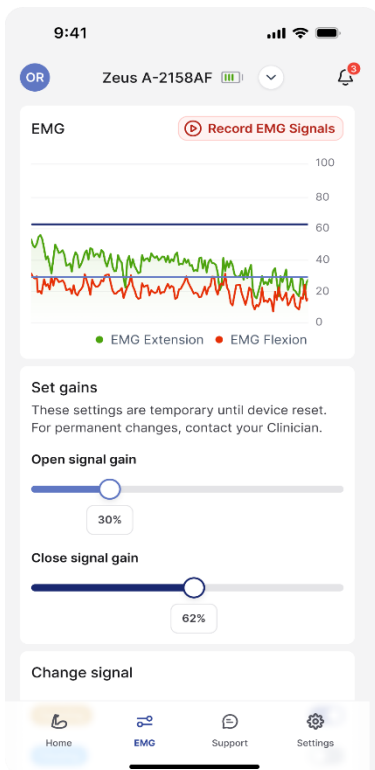 9:41
OR Zeus A-2158AF 3
EMG Record EMG Signals
100
80
60
40
20
0
EMG Extension EMG Flexion
Set gains
These settings are temporary until device reset.
For permanent changes, contact your Clinician.
Open signal gain
30%
Close signal gain
62%
Change signal
Home EMG Support Settings